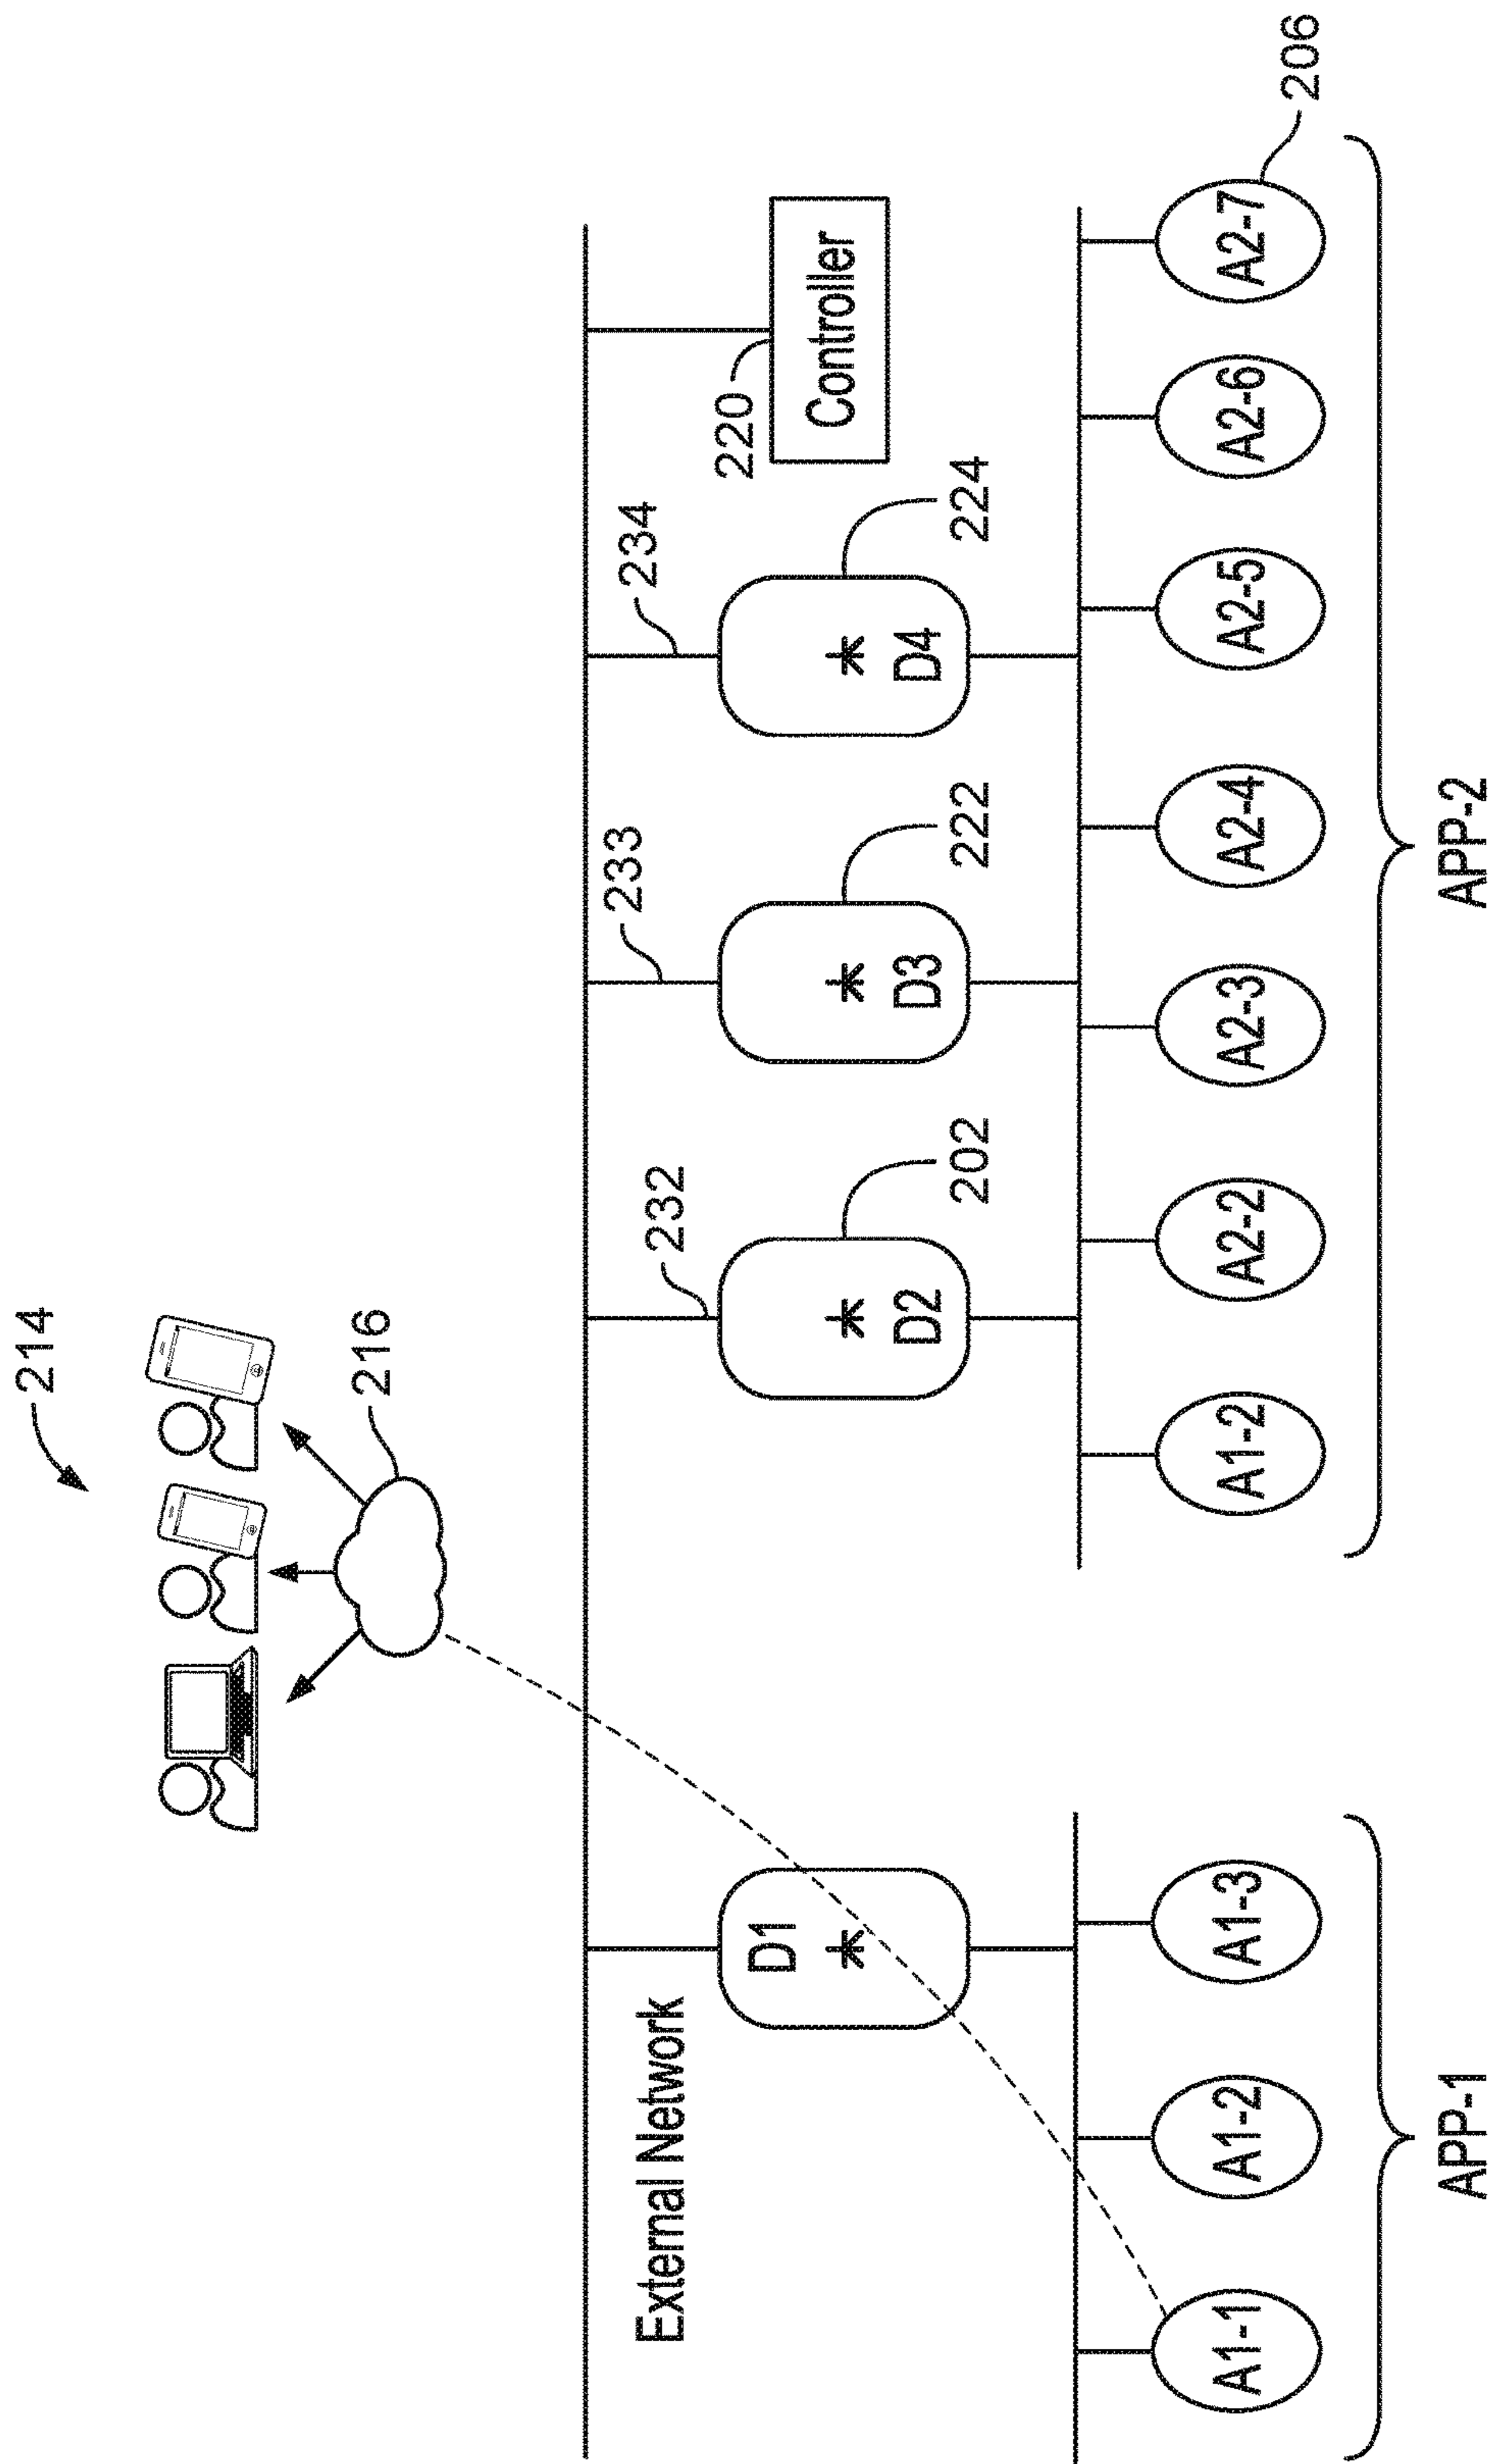 214
216
External Network
D1
232
233
234
220
Controller
D2
202
D3
222
D4
224
A1-1
A1-2
A1-3
A1-2
A2-2
A2-3
A2-4
A2-5
A2-6
A2-7
206
APP-1
APP-2